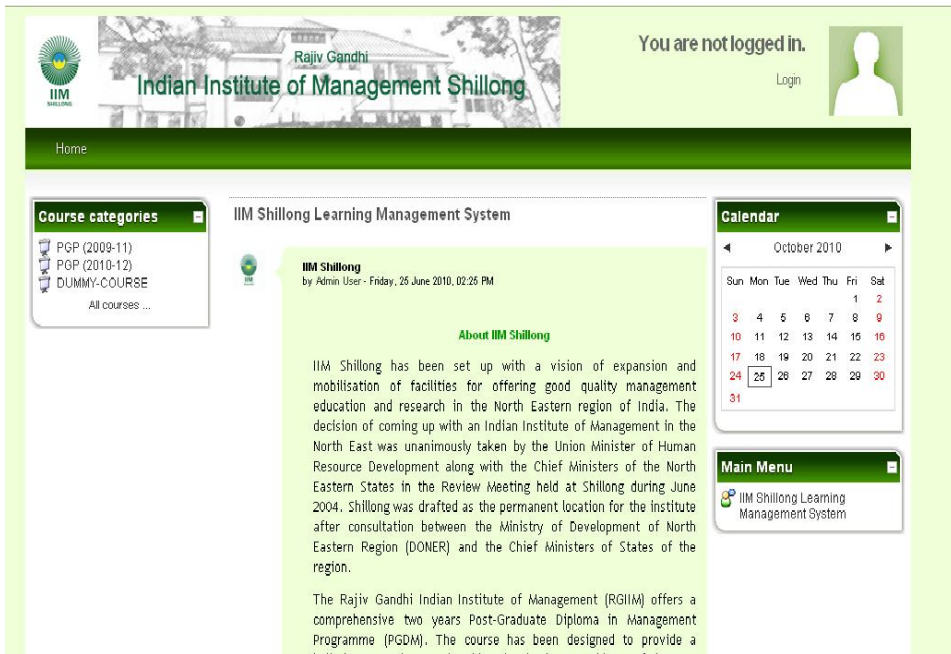 IIM
SHILLONG
Rajiv Gandhi
Indian Institute of Management Shillong
You are not logged in.
Login
Home
Course categories
PGP (2009-11)
PGP (2010-12)
DUMMY-COURSE
All courses ...
IIM Shillong Learning Management System
IIM
IIM Shillong
by Admin User - Friday, 25 June 2010, 02:25 PM
About IIM Shillong
IIM Shillong has been set up with a vision of expansion and
mobilisation of facilities for offering good quality management
education and research in the North Eastern region of India. The
decision of coming up with an Indian Institute of Management in the
North East was unanimously taken by the Union Minister of Human
Resource Development along with the Chief Ministers of the North
Eastern States in the Review Meeting held at Shillong during June
2004. Shillong was drafted as the permanent location for the institute
after consultation between the Ministry of Development of North
Eastern Region (DONER) and the Chief Ministers of States of the
region.
The Rajiv Gandhi Indian Institute of Management (RGIIM) offers a
comprehensive two years Post-Graduate Diploma in Management
Programme (PGDM). The course has been designed to provide a
Calendar
October 2010
Sun Mon Tue Wed Thu Fri Sat
1 2
3 4 5 6 7 8 9
10 11 12 13 14 15 16
17 18 19 20 21 22 23
24 25 26 27 28 29 30
31
Main Menu
IIM Shillong Learning
Management System